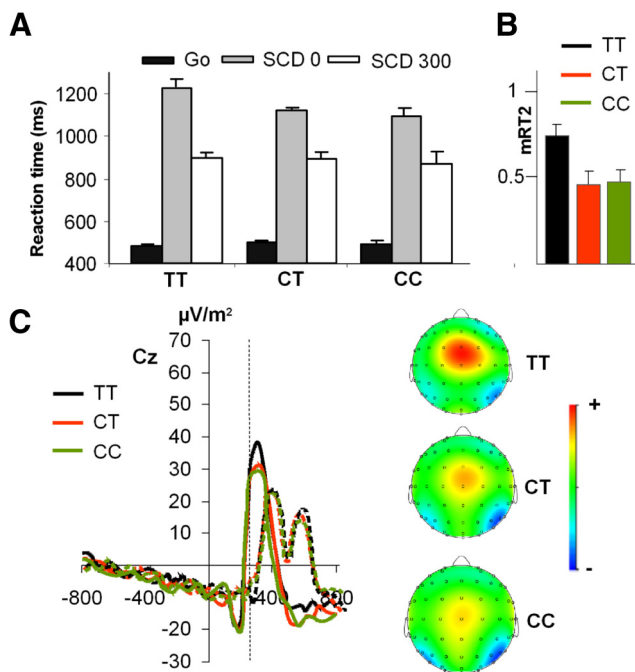 A
B
Go SCD 0 SCD 300
TT
CT
CC
Reaction time (ms)
1200
1000
800
600
400
TT CT CC
mRT2
1
0.5
C
µV/m²
Cz
TT
CT
CC
70
60
50
40
30
20
10
-10
-20
-30
-800 -400 400 800
TT
CT
CC
+
-